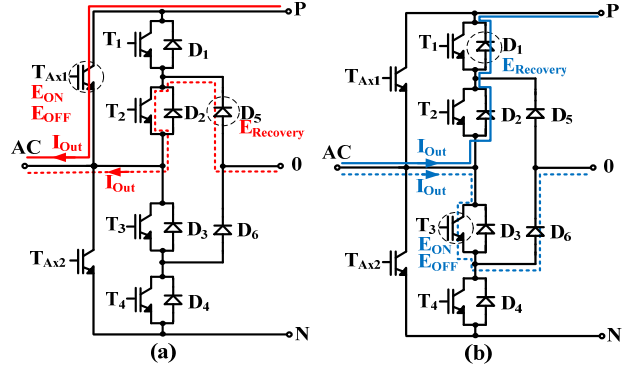 P
T1
D1
TAx1
EON
EOFF
T2
D2
D5
ERecovery
AC
IOut
IOut
0
T3
D3
D6
TAx2
T4
D4
N
(a)
P
T1
D1
ERecovery
TAx1
T2
D2
D5
AC
IOut
IOut
0
T3
D3
D6
EON
EOFF
TAx2
T4
D4
N
(b)